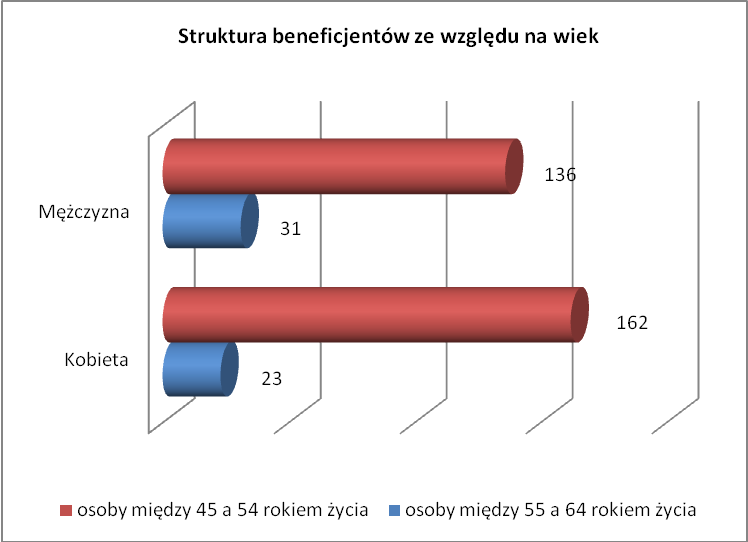 Struktura beneficjentów ze względu na wiek
136
Mężczyzna
31
162
Kobieta
23
osoby między 45 a 54 rokiem życia
osoby między 55 a 64 rokiem życia